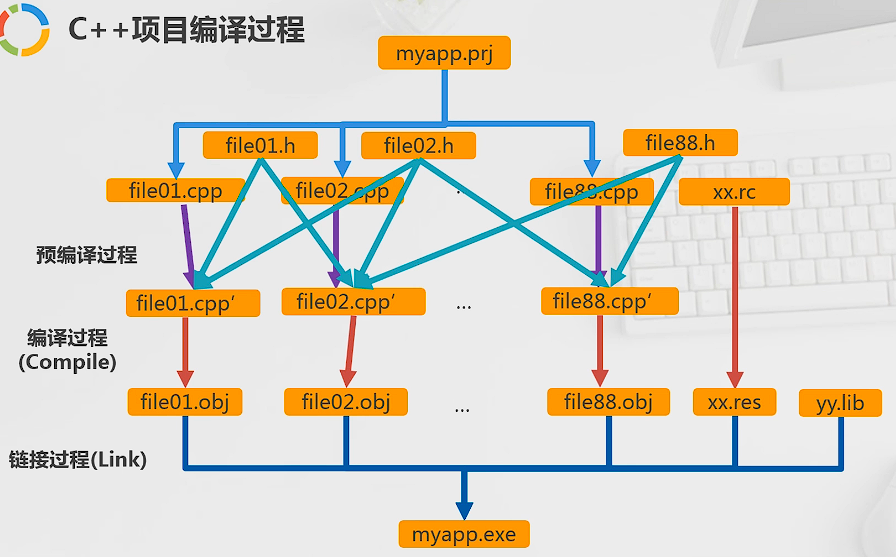 C++项目编译过程
myapp.prj
file01.h
file02.h
file88.h
file01.cpp
file02.cpp
file88.cpp
xx.rc
预编译过程
file01.cpp’
file02.cpp’
...
file88.cpp’
编译过程
(Compile)
file01.obj
file02.obj
...
file88.obj
xx.res
yy.lib
链接过程(Link)
myapp.exe